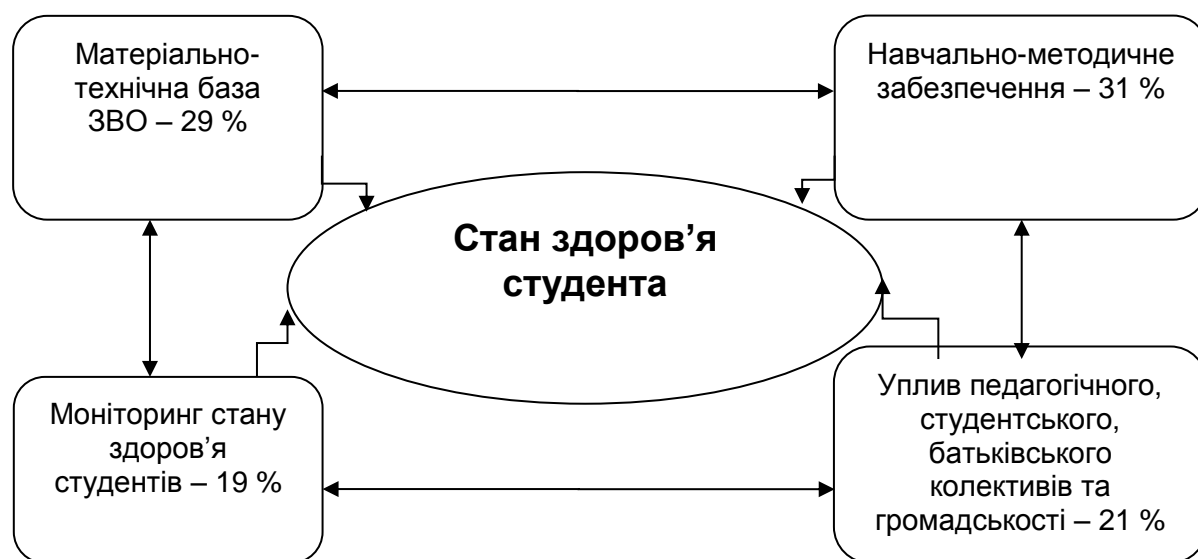 Матеріально-
технічна база
ЗВО – 29 %
Навчально-методичне
забезпечення – 31 %
Стан здоров’я
студента
Моніторинг стану
здоров’я
студентів – 19 %
Уплив педагогічного,
студентського,
батьківського
колективів та
громадськості – 21 %